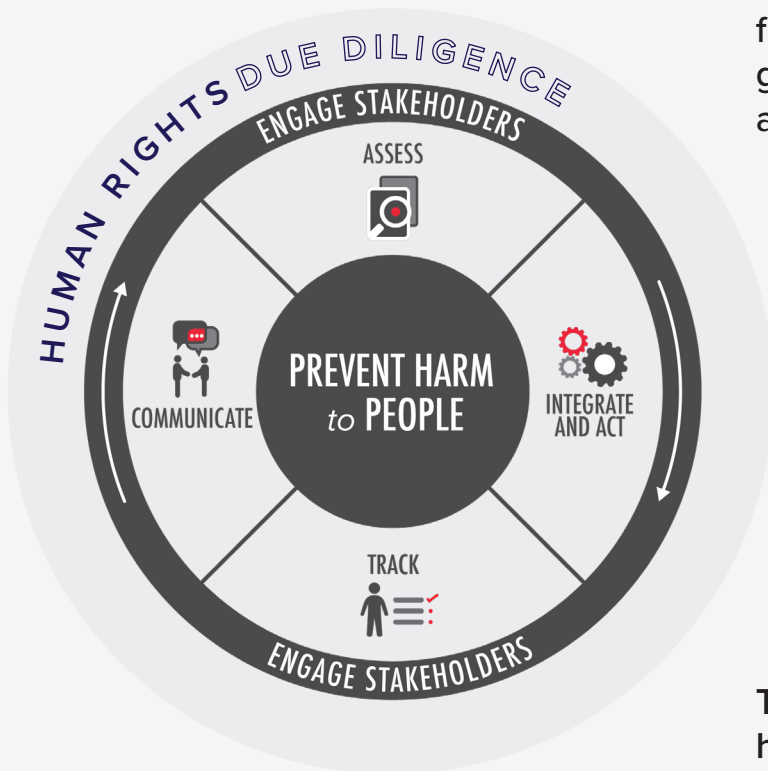 HUMAN RIGHTS DUE DILIGENCE
ENGAGE STAKEHOLDERS
ASSESS
PREVENT HARM
to PEOPLE
COMMUNICATE
INTEGRATE
AND ACT
TRACK
ENGAGE STAKEHOLDERS